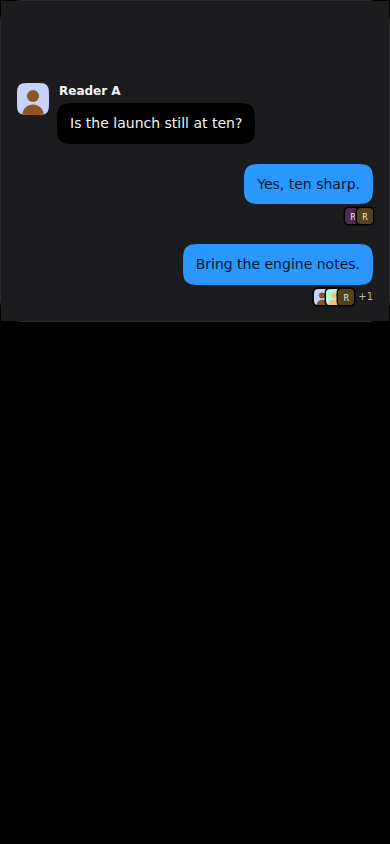 Reader A
Is the launch still at ten?
Yes, ten sharp.
R R
Bring the engine notes.
R +1